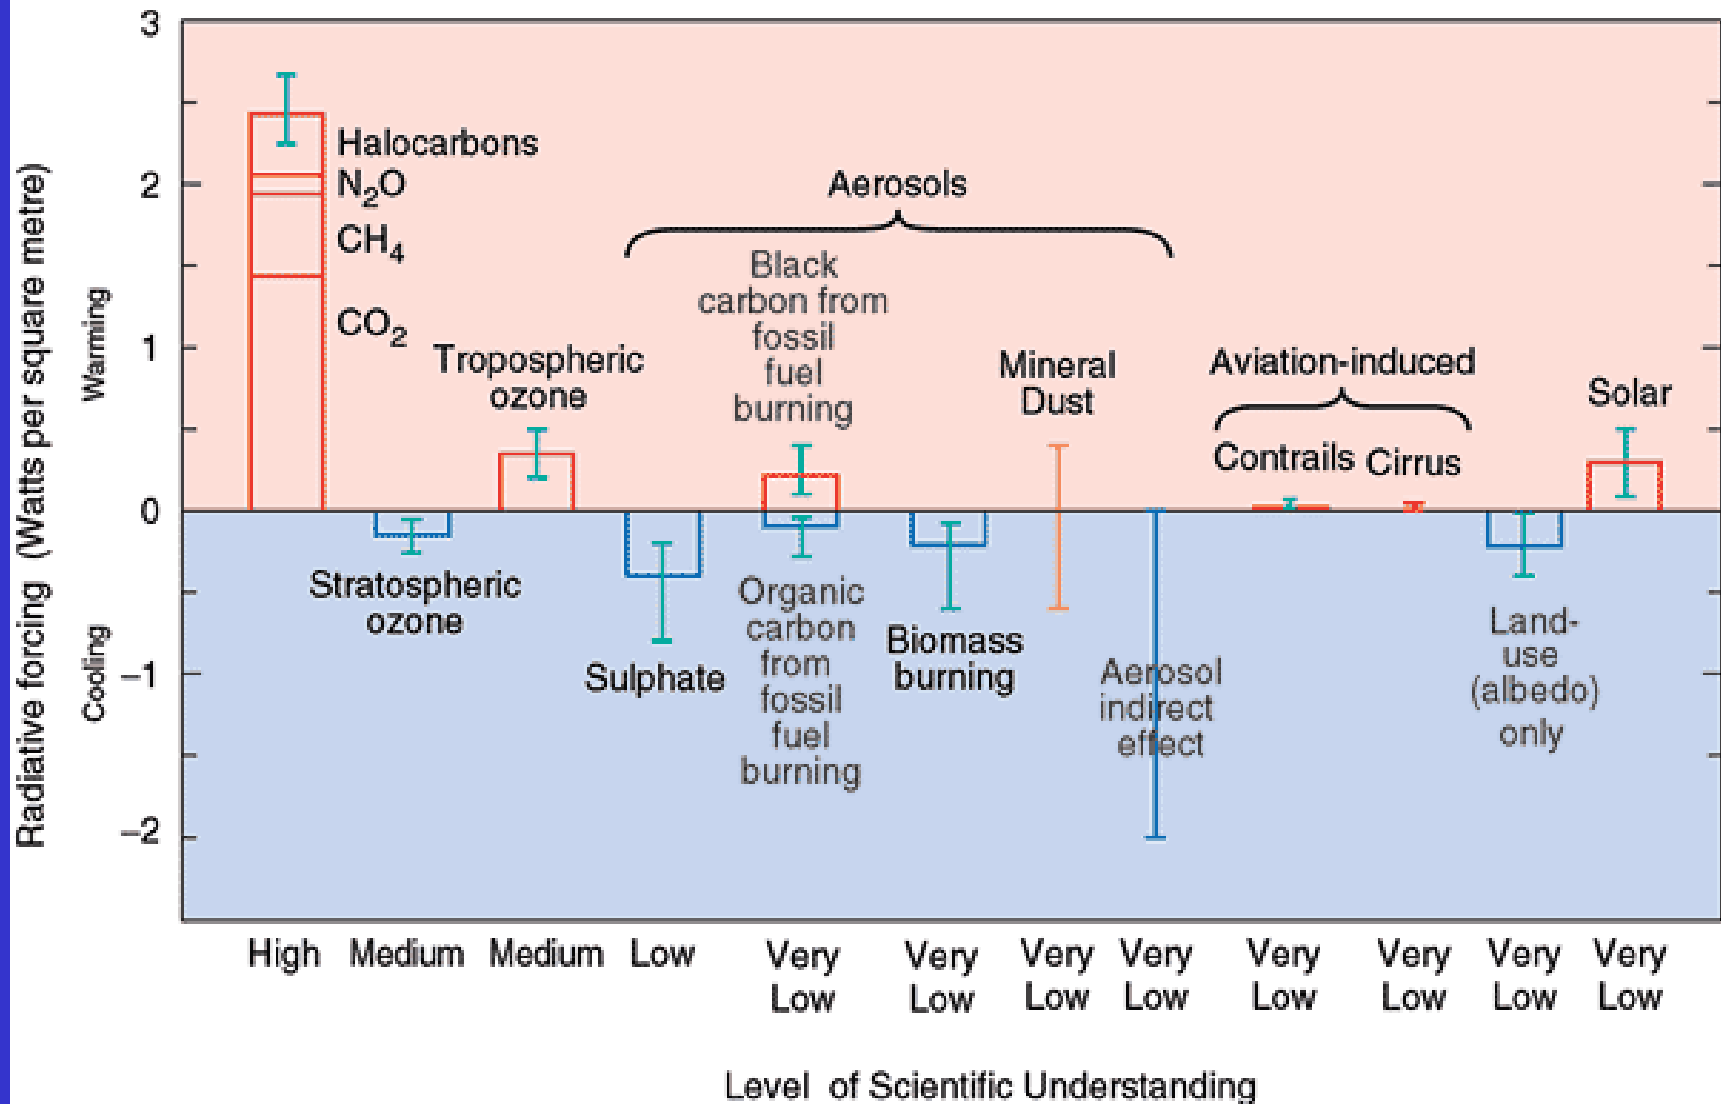 3
2
1
0
–1
–2
Radiative forcing (Watts per square metre)
Warming
Cooling
Halocarbons
N₂O
CH₄
CO₂
Tropospheric
ozone
Stratospheric
ozone
Aerosols
Sulphate
Black
carbon from
fossil
fuel
burning
Organic
carbon
from
fossil
fuel
burning
Biomass
burning
Mineral
Dust
Aerosol
indirect
effect
Aviation-induced
Contrails Cirrus
Land-
use
(albedo)
only
Solar
High Medium Medium Low Very Very Very Very Very Very Very Very
Low Low Low Low Low Low Low Low
Level of Scientific Understanding